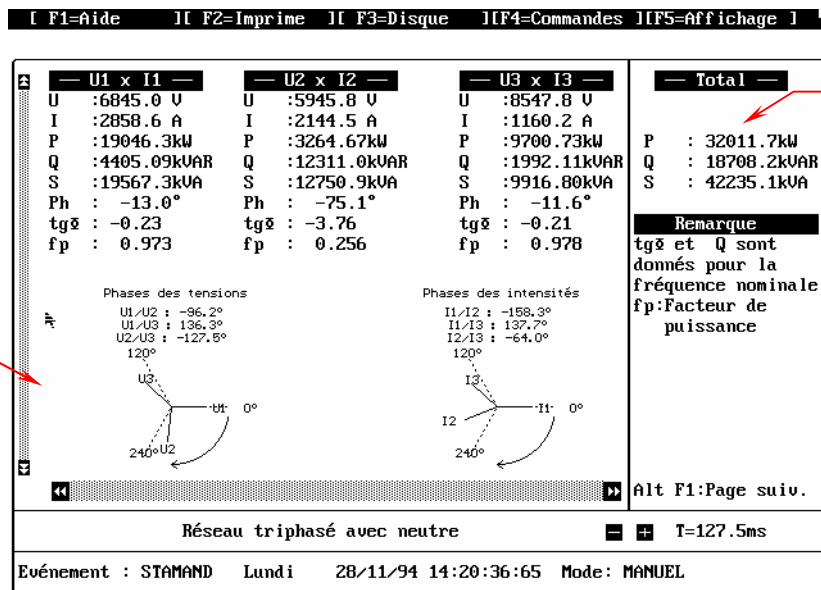 [ F1=Aide ][ F2=Imprime ][ F3=Disque ][F4=Commandes ][F5=Affichage ]
— U1 x I1 — — U2 x I2 — — U3 x I3 — — Total —
U :6845.0 V U :5945.8 V U :8547.8 V
I :2858.6 A I :2144.5 A I :1160.2 A
P :19046.3kW P :3264.67kW P :9700.73kW P : 32011.7kW
Q :4405.09kVAR Q :12311.0kVAR Q :1992.11kVAR Q : 18708.2kVAR
S :19567.3kVA S :12750.9kVA S :9916.80kVA S : 42235.1kVA
Ph : -13.0° Ph : -75.1° Ph : -11.6°
tgΦ : -0.23 tgΦ : -3.76 tgΦ : -0.21
fp : 0.973 fp : 0.256 fp : 0.978
Remarque
tgΦ et Q sont
donnés pour la
fréquence nominale
fp:Facteur de
puissance
Phases des tensions
U1/U2 : -96.2°
U1/U3 : 136.3°
U2/U3 : -127.5°
120°
U3
U1 0°
240° U2
Phases des intensités
I1/I2 : -158.3°
I1/I3 : 137.7°
I2/I3 : -64.0°
120°
I3
I1 0°
I2
240°
Alt F1:Page suiv.
Réseau triphasé avec neutre - + T=127.5ms
Evénement : STAMAND Lundi 28/11/94 14:20:36:65 Mode: MANUEL